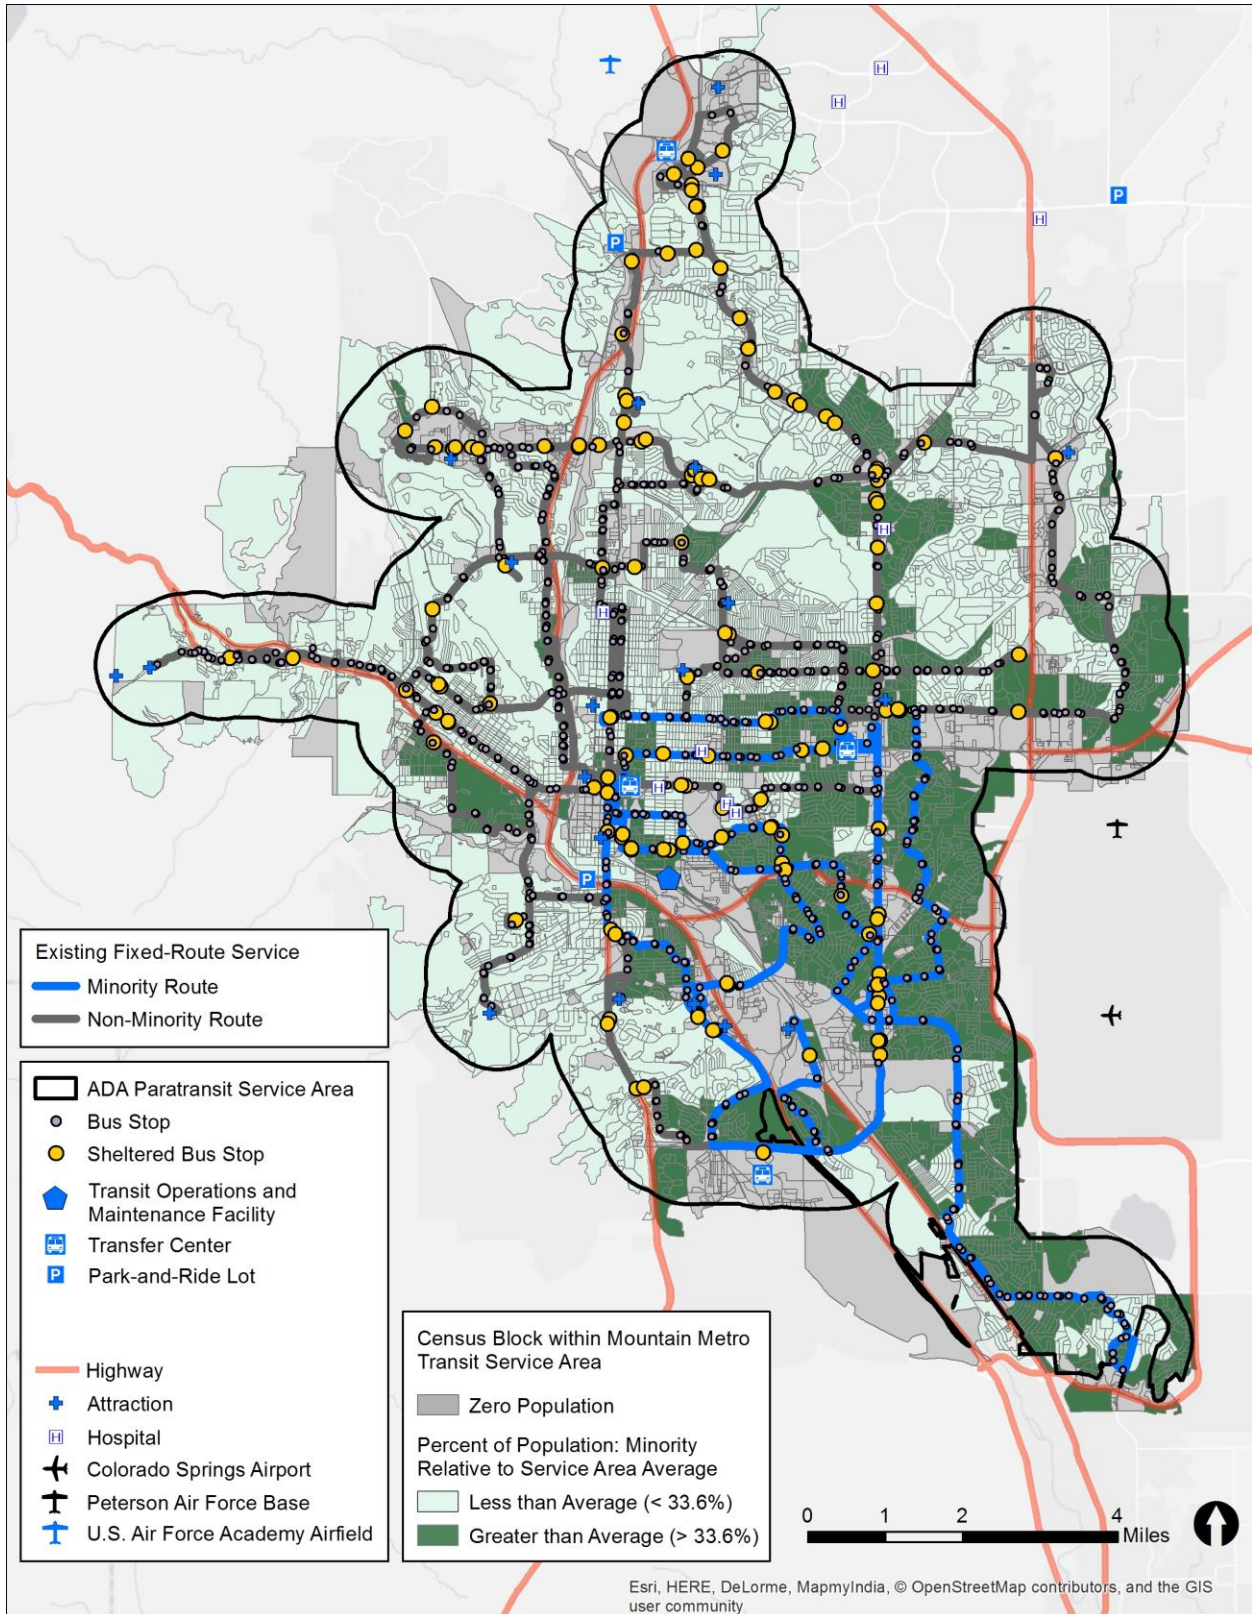 H
H
P
H
P
H
H
H
H
H
H
P
Existing Fixed-Route Service
Minority Route
Non-Minority Route
ADA Paratransit Service Area
Bus Stop
Sheltered Bus Stop
Transit Operations and
Maintenance Facility
Transfer Center
P Park-and-Ride Lot
Highway
Attraction
H Hospital
Colorado Springs Airport
Peterson Air Force Base
U.S. Air Force Academy Airfield
Census Block within Mountain Metro
Transit Service Area
Zero Population
Percent of Population: Minority
Relative to Service Area Average
Less than Average (< 33.6%)
Greater than Average (> 33.6%)
0 1 2 4
Miles
Esri, HERE, DeLorme, MapmyIndia, © OpenStreetMap contributors, and the GIS
user community